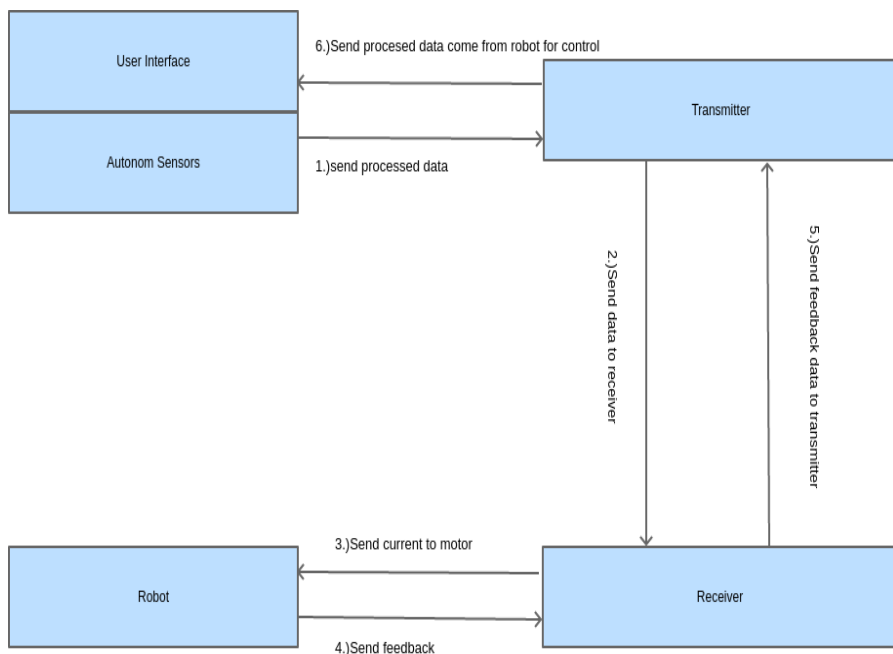 User Interface
6.)Send procesed data come from robot for control
Transmitter
Autonom Sensors
1.)send processed data
2.)Send data to receiver
5.)Send feedback data to transmitter
3.)Send current to motor
Robot
Receiver
4.)Send feedback